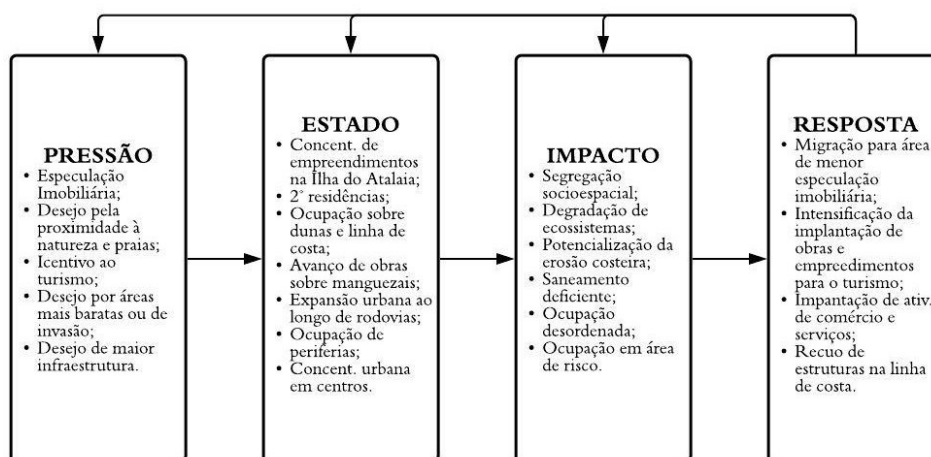 PRESSÃO
• Especulação
Imobiliária;
• Desejo pela
proximidade à
natureza e praias;
• Icentivo ao
turismo;
• Desejo por áreas
mais baratas ou de
invasão;
• Desejo de maior
infraestrutura.
ESTADO
• Concent. de
empreendimentos
na Ilha do Atalaia;
• 2ª residências;
• Ocupação sobre
dunas e linha de
costa;
• Avanço de obras
sobre manguezais;
• Expansão urbana ao
longo de rodovias;
• Ocupação de
periferias;
• Concent. urbana
em centros.
IMPACTO
• Segregação
socioespacial;
• Degradação de
ecossistemas;
• Potencialização da
erosão costeira;
• Saneamento
deficiente;
• Ocupação
desordenada;
• Ocupação em área
de risco.
RESPOSTA
• Migração para área
de menor
especulação
imobiliária;
• Intensificação da
implantação de
obras e
empreedimentos
para o turismo;
• Impantação de ativ.
de comércio e
serviços;
• Recuo de
estruturas na linha
de costa.